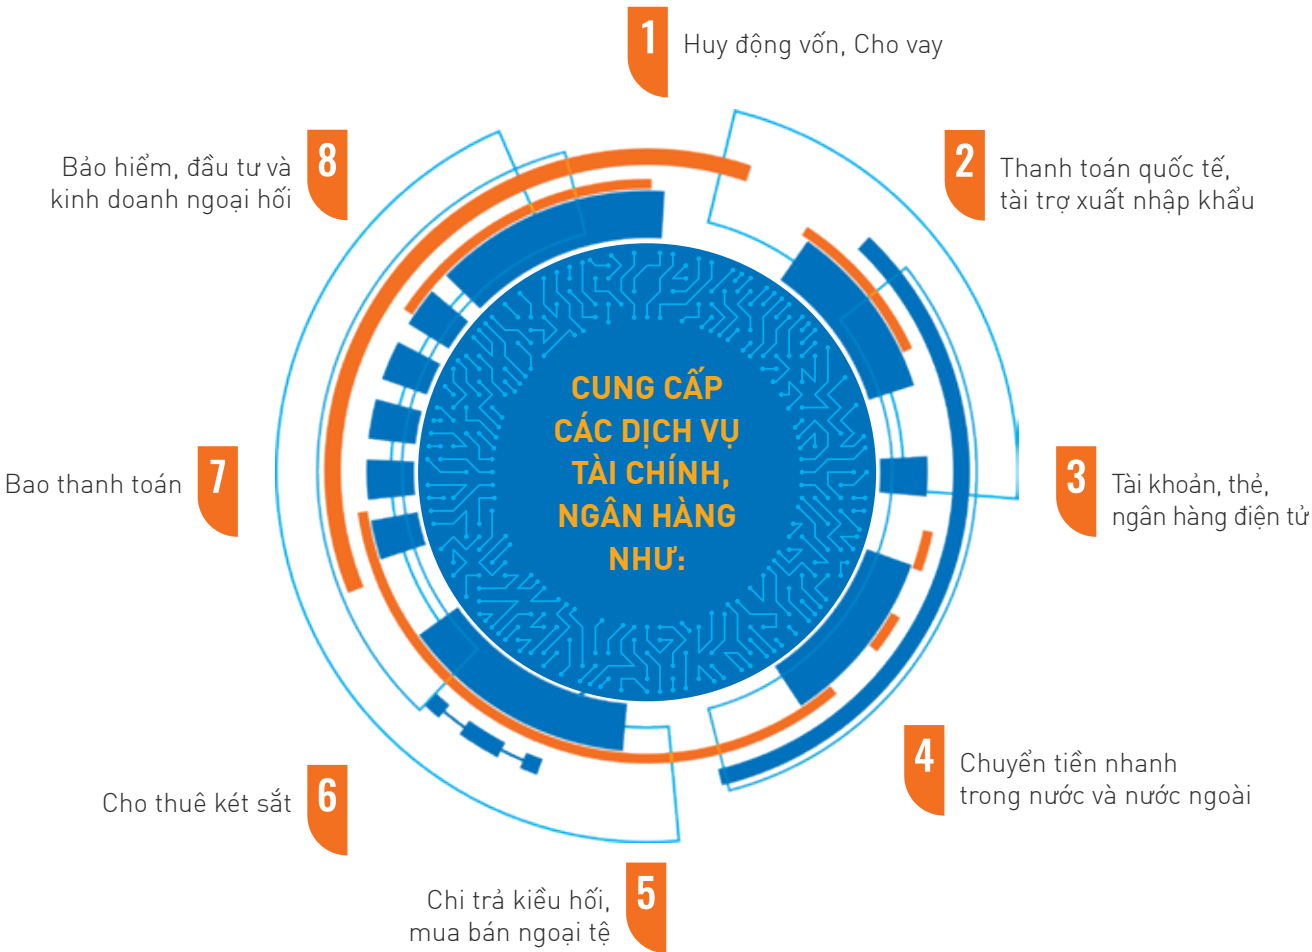 CUNG CẤP
CÁC DỊCH VỤ
TÀI CHÍNH,
NGÂN HÀNG
NHƯ:
1
Huy động vốn, Cho vay
2
Thanh toán quốc tế,
tài trợ xuất nhập khẩu
3
Tài khoản, thẻ,
ngân hàng điện tử
4
Chuyển tiền nhanh
trong nước và nước ngoài
5
Chi trả kiều hối,
mua bán ngoại tệ
6
Cho thuê két sắt
7
Bao thanh toán
8
Bảo hiểm, đầu tư và
kinh doanh ngoại hối